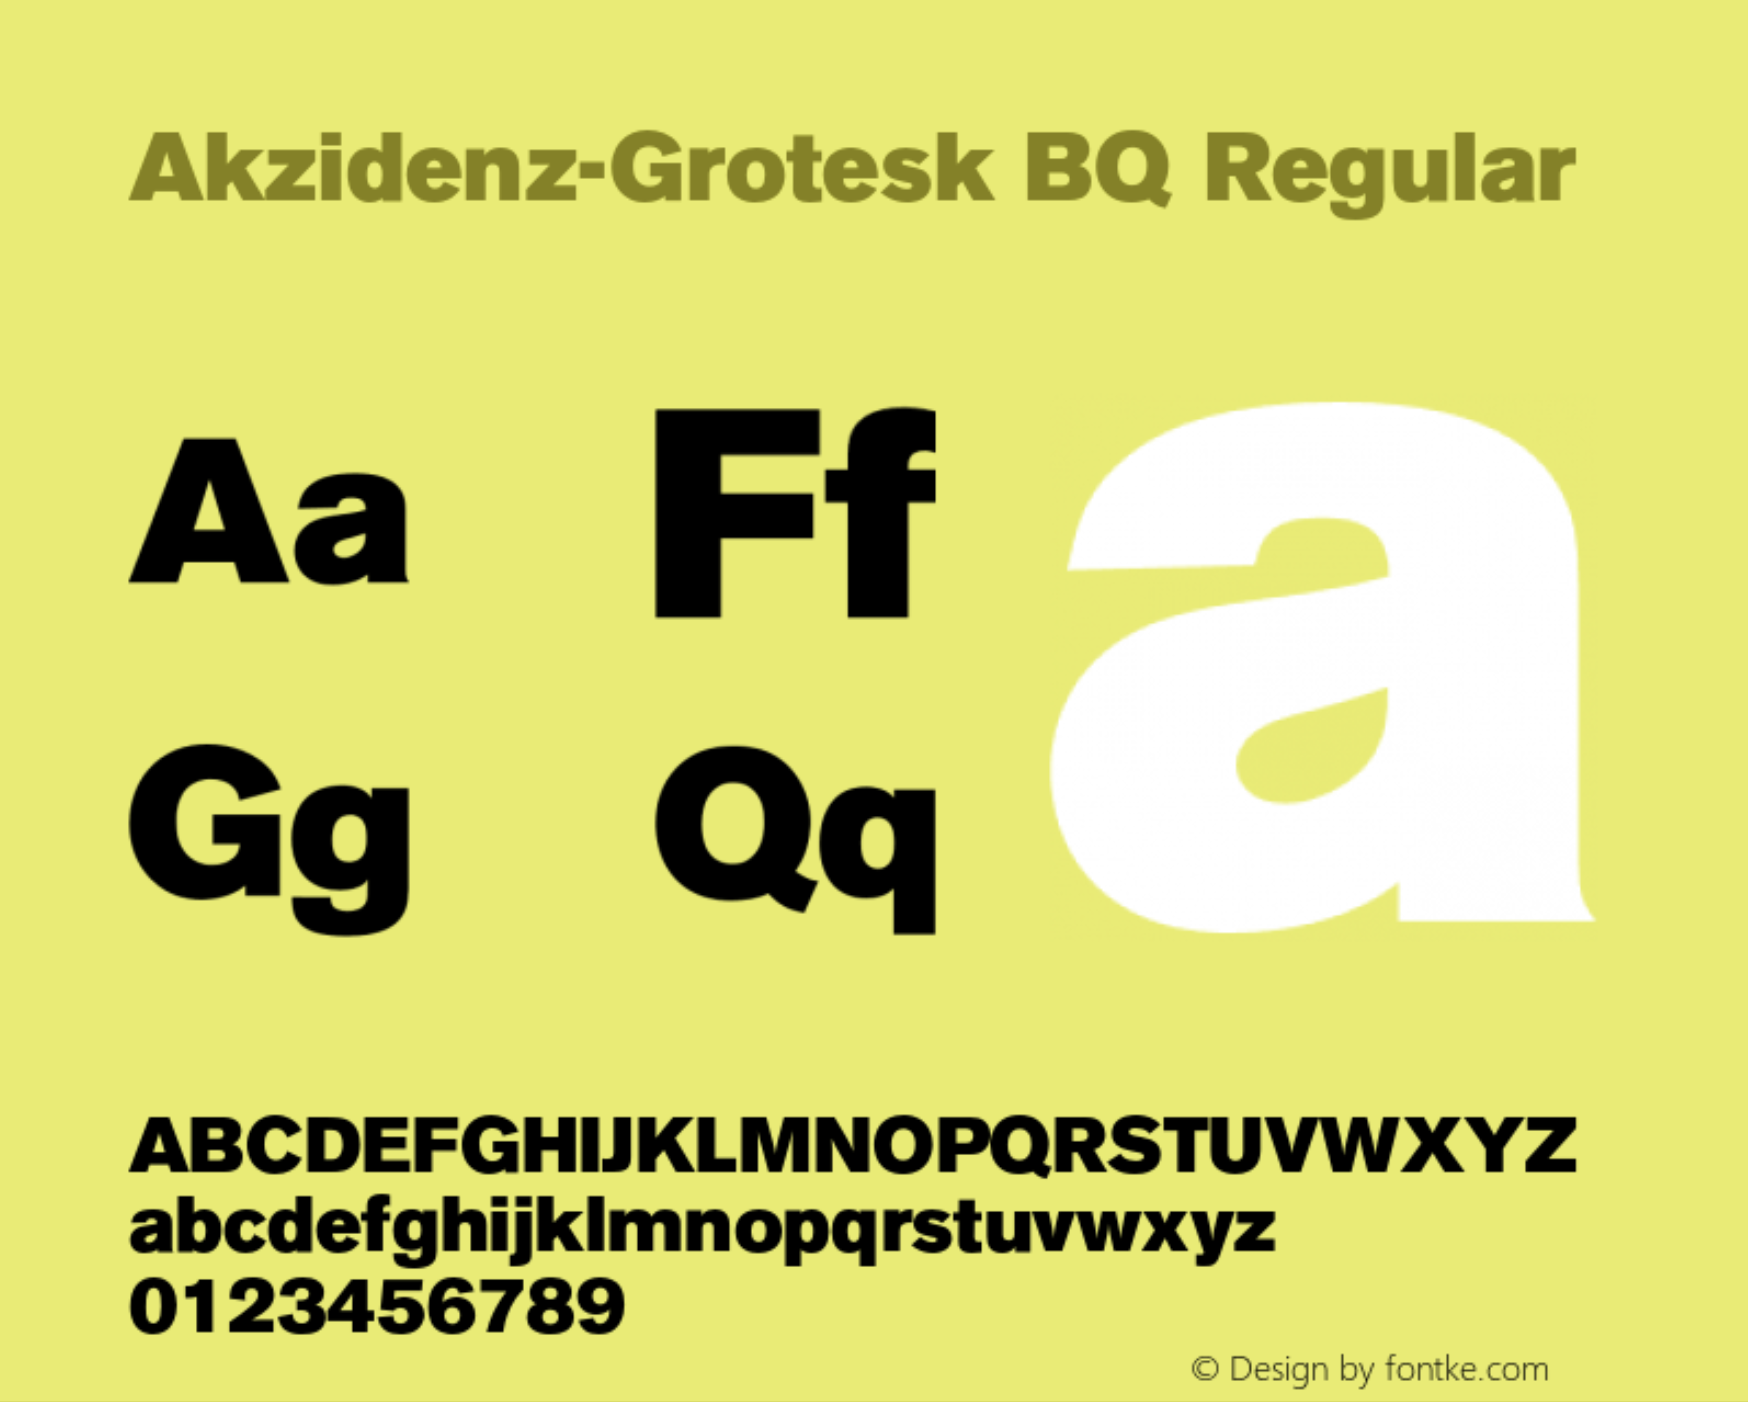 Akzidenz-Grotesk BQ Regular
Aa Ff a
Gg Qq
ABCDEFGHIJKLMNOPQRSTUVWXYZ
abcdefghijklmnopqrstuvwxyz
0123456789
© Design by fontke.com